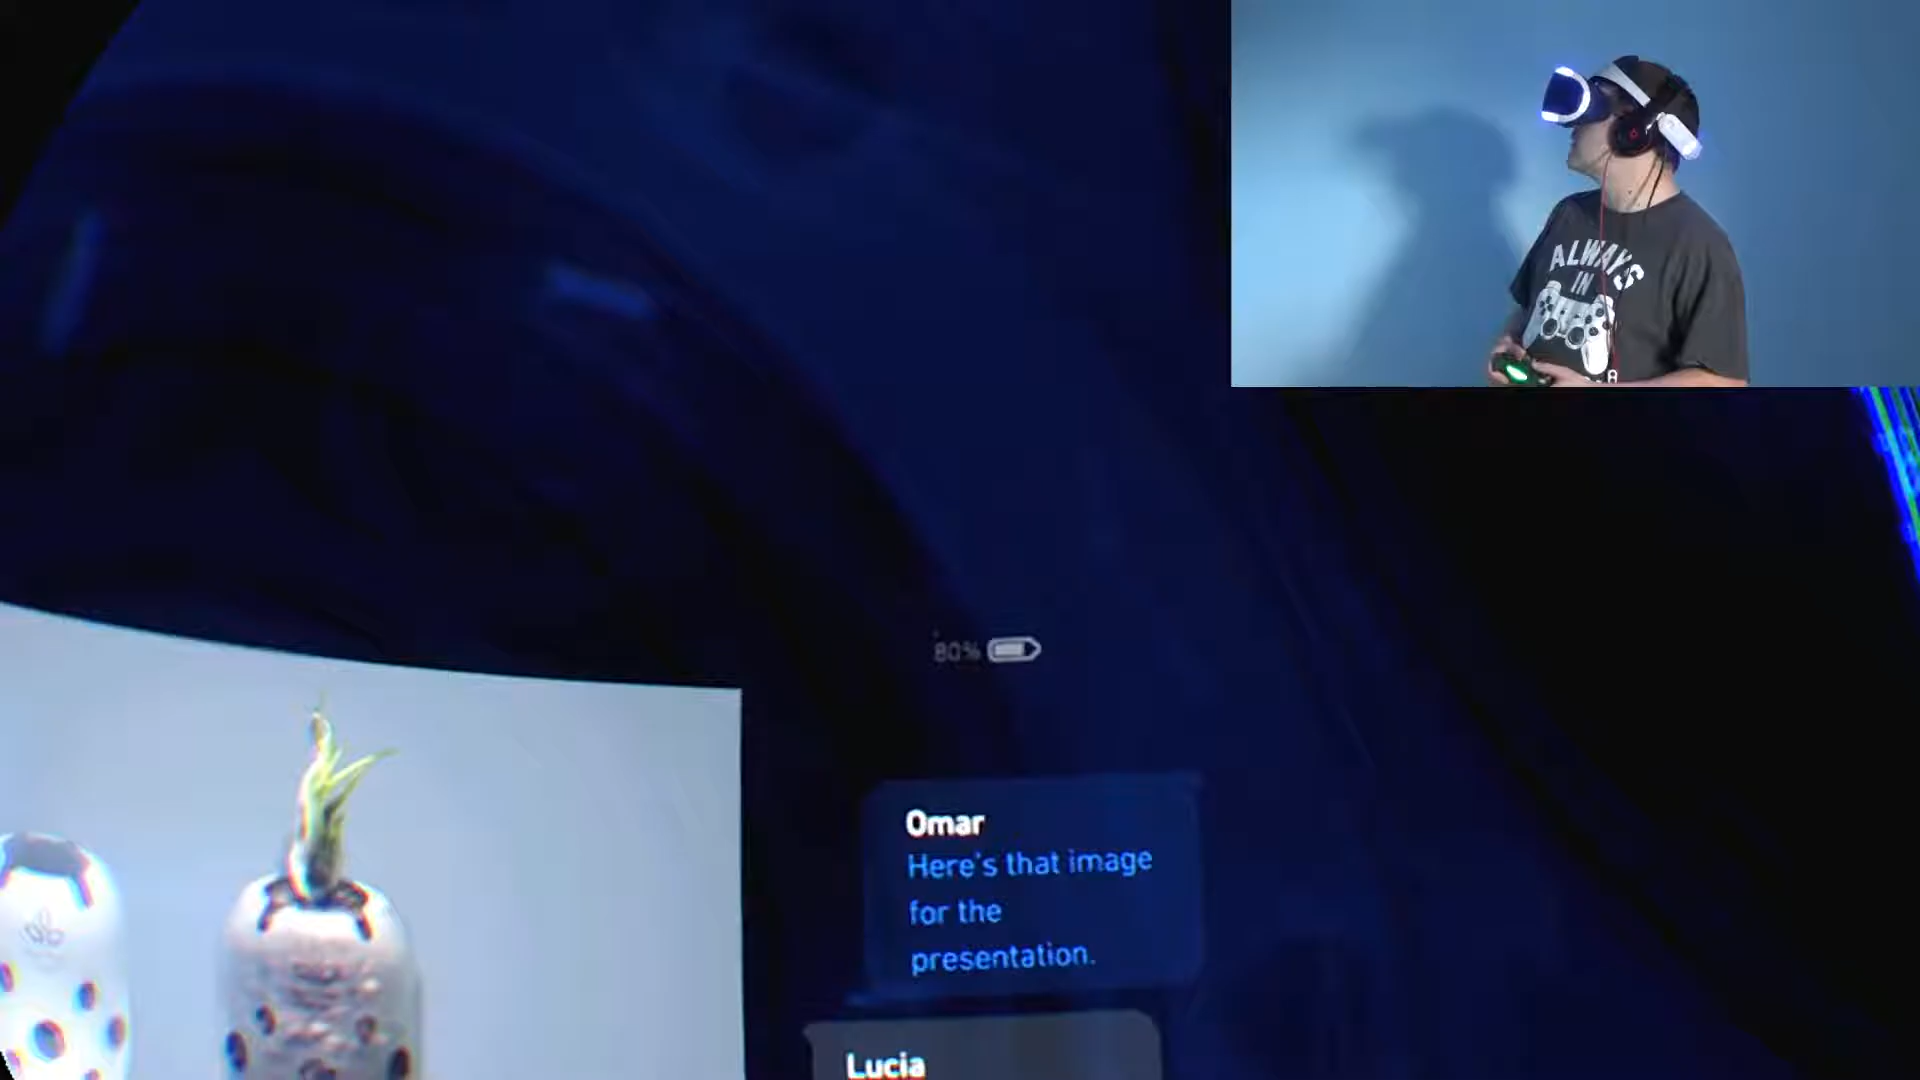 ALWAYS
IN
80%
Omar
Here's that image
for the
presentation.
Lucia